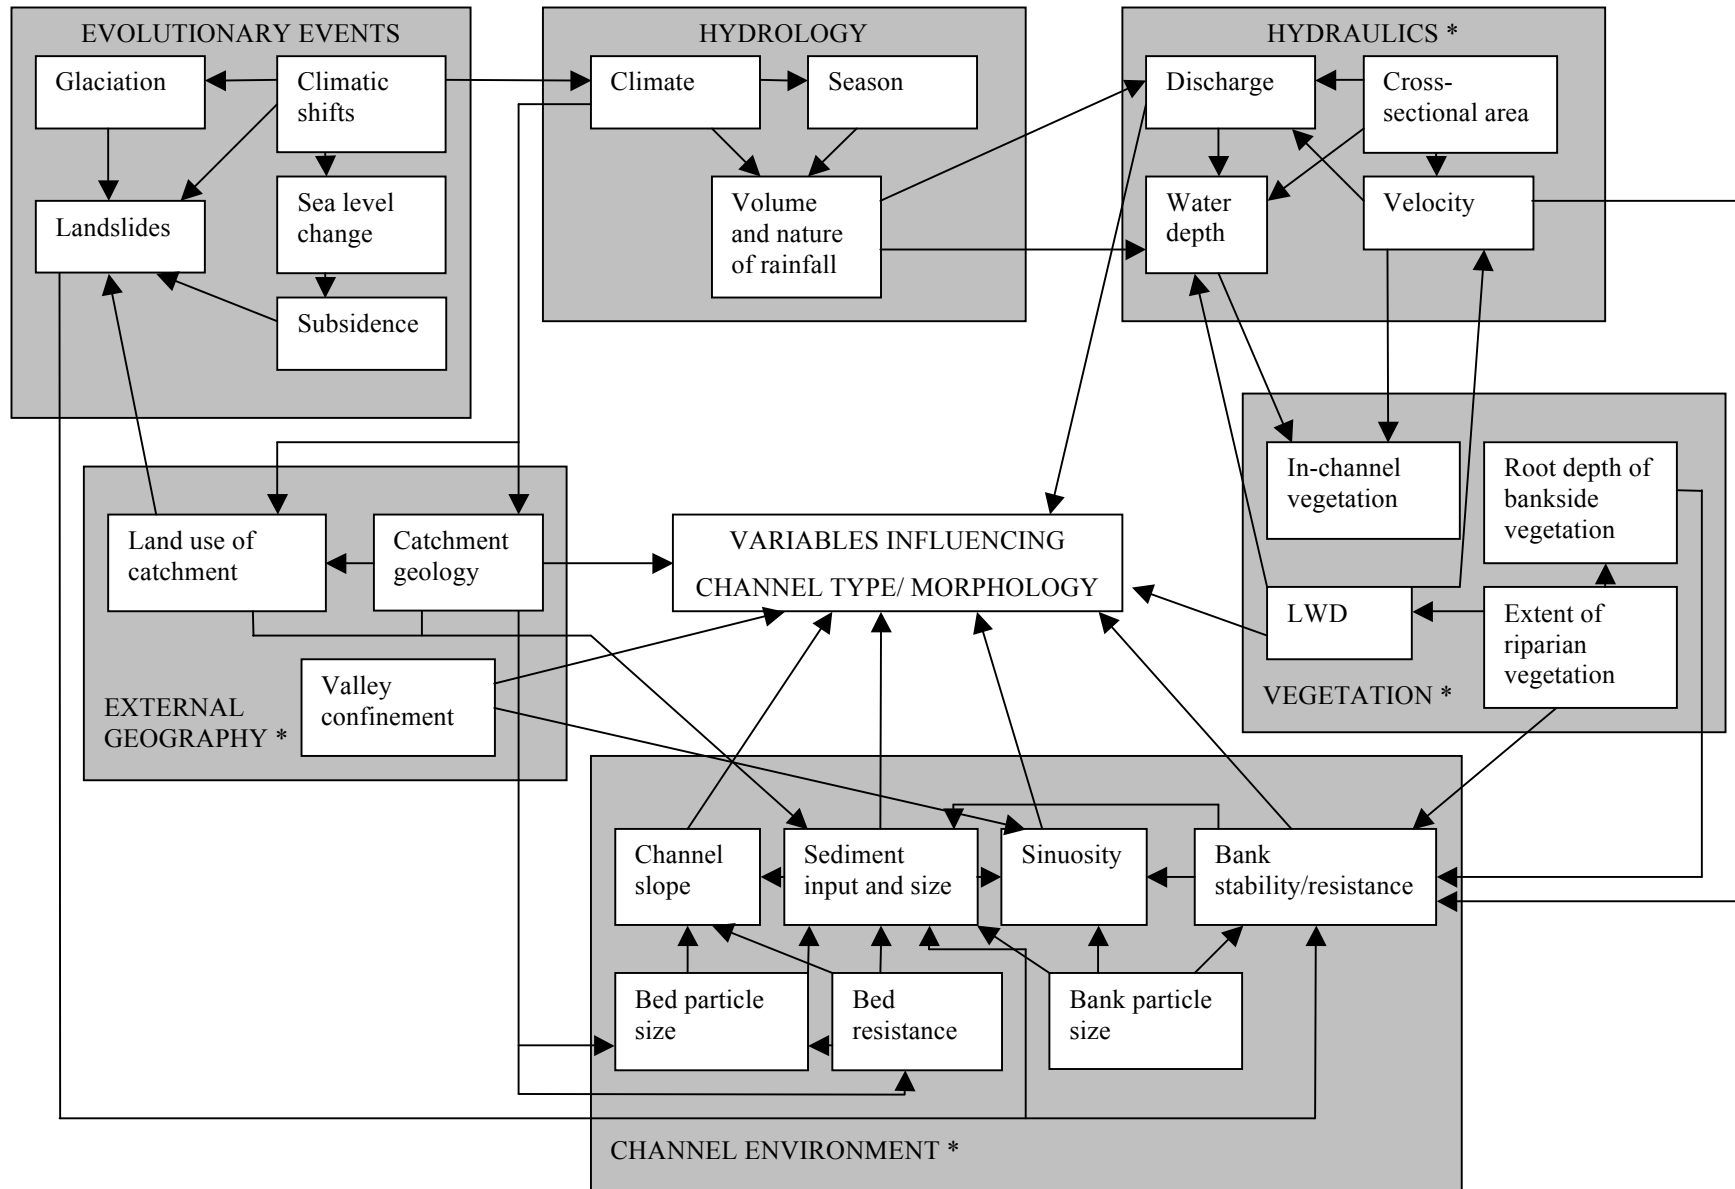 EVOLUTIONARY EVENTS
Glaciation
Climatic
shifts
Landslides
Sea level
change
Subsidence
HYDROLOGY
Climate
Season
Volume
and nature
of rainfall
HYDRAULICS *
Discharge
Cross-
sectional area
Water
depth
Velocity
Land use of
catchment
Catchment
geology
Valley
confinement
EXTERNAL
GEOGRAPHY *
VARIABLES INFLUENCING
CHANNEL TYPE/ MORPHOLOGY
In-channel
vegetation
Root depth of
bankside
vegetation
LWD
Extent of
riparian
vegetation
VEGETATION *
Channel
slope
Sediment
input and size
Sinuosity
Bank
stability/resistance
Bed particle
size
Bed
resistance
Bank particle
size
CHANNEL ENVIRONMENT *